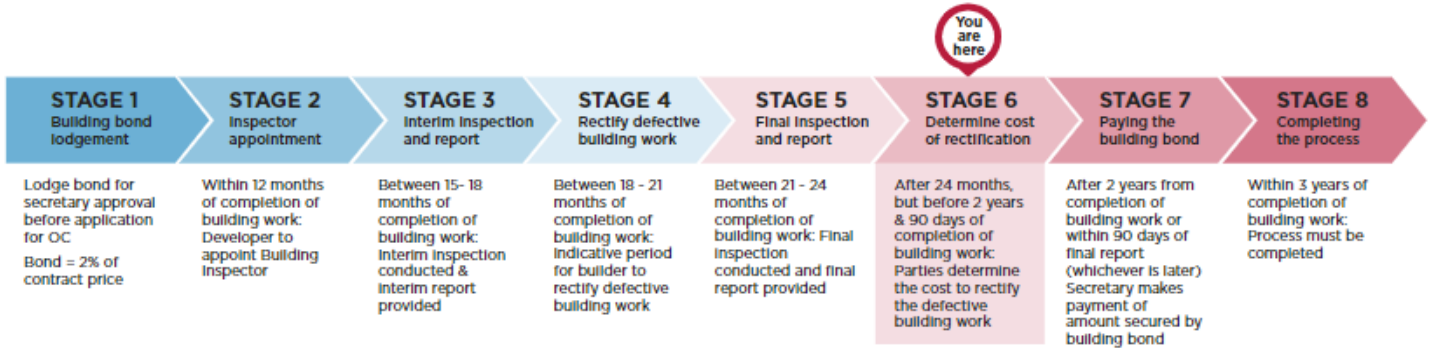 You
are
here
STAGE 1
Building bond
lodgement
Lodge bond for
secretary approval
before application
for OC
Bond = 2% of
contract price
STAGE 2
Inspector
appointment
Within 12 months
of completion of
building work:
Developer to
appoint Building
Inspector
STAGE 3
Interim inspection
and report
Between 15- 18
months of
completion of
building work:
Interim inspection
conducted &
interim report
provided
STAGE 4
Rectify defective
building work
Between 18 - 21
months of
completion of
building work:
Indicative period
for builder to
rectify defective
building work
STAGE 5
Final inspection
and report
Between 21 - 24
months of
completion of
building work: Final
inspection
conducted and final
report provided
STAGE 6
Determine cost
of rectification
After 24 months,
but before 2 years
& 90 days of
completion of
building work:
Parties determine
the cost to rectify
the defective
building work
STAGE 7
Paying the
building bond
After 2 years from
completion of
building work or
within 90 days of
final report
(whichever is later)
Secretary makes
payment of
amount secured by
building bond
STAGE 8
Completing
the process
Within 3 years of
completion of
building work:
Process must be
completed